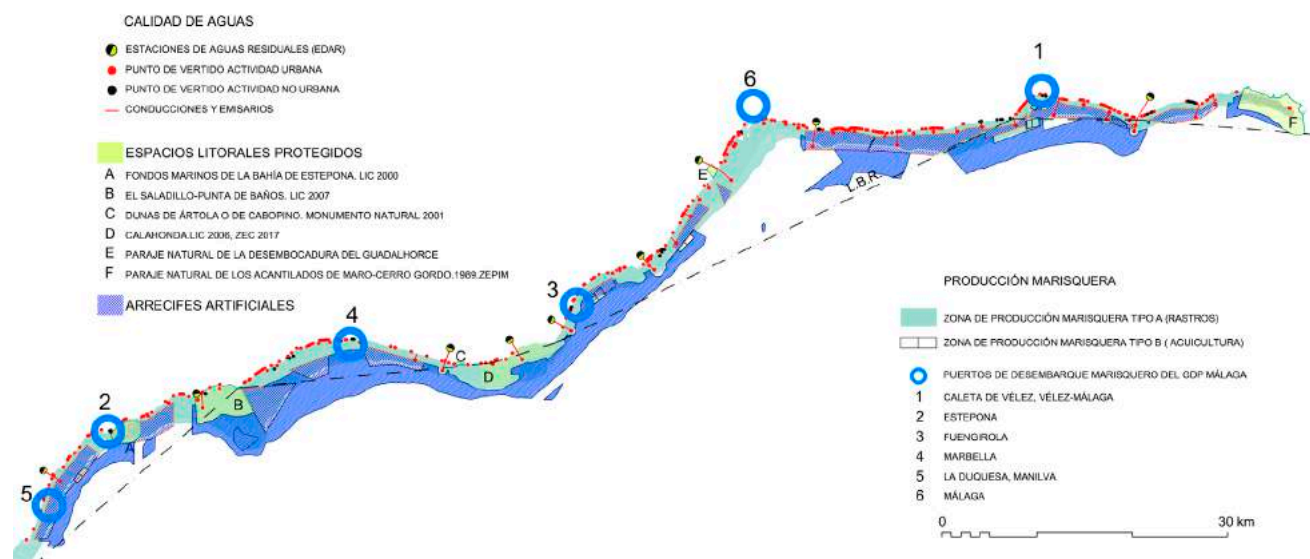 CALIDAD DE AGUAS
ESTACIONES DE AGUAS RESIDUALES (EDAR)
PUNTO DE VERTIDO ACTIVIDAD URBANA
PUNTO DE VERTIDO ACTIVIDAD NO URBANA
CONDUCCIONES Y EMISARIOS
ESPACIOS LITORALES PROTEGIDOS
A FONDOS MARINOS DE LA BAHÍA DE ESTEPONA. LIC 2000
B EL SALADILLO-PUNTA DE BAÑOS. LIC 2007
C DUNAS DE ÁRTOLA O DE CABOPINO. MONUMENTO NATURAL 2001
D CALAHONDA.LIC 2006, ZEC 2017
E PARAJE NATURAL DE LA DESEMBOCADURA DEL GUADALHORCE
F PARAJE NATURAL DE LOS ACANTILADOS DE MARO-CERRO GORDO.1989.ZEPIM
ARRECIFES ARTIFICIALES
1
6
F
E
L.B.R.
3
4
C
D
2
B
A
5
PRODUCCIÓN MARISQUERA
ZONA DE PRODUCCIÓN MARISQUERA TIPO A (RASTROS)
ZONA DE PRODUCCIÓN MARISQUERA TIPO B ( ACUICULTURA)
PUERTOS DE DESEMBARQUE MARISQUERO DEL GDP MÁLAGA
1 CALETA DE VÉLEZ, VÉLEZ-MÁLAGA
2 ESTEPONA
3 FUENGIROLA
4 MARBELLA
5 LA DUQUESA, MANILVA
6 MÁLAGA
0 30 km